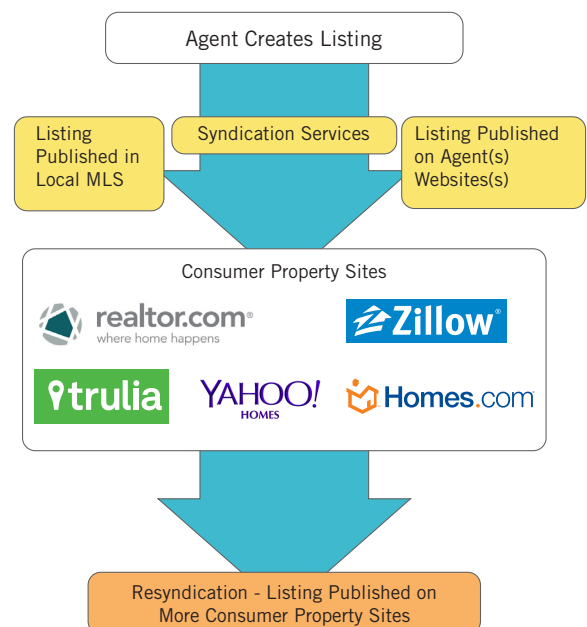 Agent Creates Listing
Listing
Published in
Local MLS
Syndication Services
Listing Published
on Agent(s)
Websites(s)
Consumer Property Sites
realtor.com®
where home happens
Zillow®
trulia
YAHOO!
HOMES
Homes.com
Resyndication - Listing Published on
More Consumer Property Sites